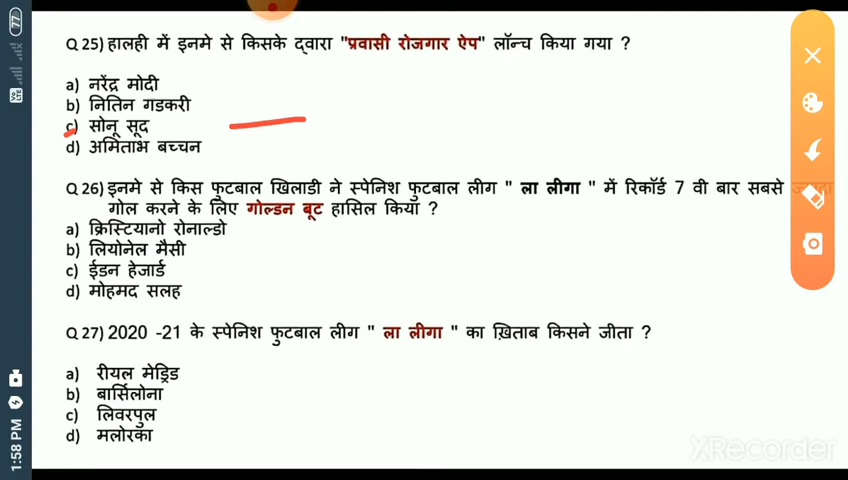 Q 25) हालही में इनमे से किसके द्वारा "प्रवासी रोजगार ऐप" लॉन्च किया गया ?
a) नरेंद्र मोदी
b) नितिन गडकरी
c) सोनू सूद
d) अमिताभ बच्चन
Q 26) इनमे से किस फुटबाल खिलाडी ने स्पेनिश फुटबाल लीग " ला लीगा " में रिकॉर्ड 7 वी बार सबसे
गोल करने के लिए गोल्डन बूट हासिल किया ?
a) क्रिस्टियानो रोनाल्डो
b) लियोनेल मैसी
c) ईडन हेजार्ड
d) मोहमद सलह
Q 27) 2020 -21 के स्पेनिश फुटबाल लीग " ला लीगा " का ख़िताब किसने जीता ?
a) रीयल मेड्रिड
b) बार्सिलोना
c) लिवरपुल
d) मलोरका
77
1:58 PM
XRecorder